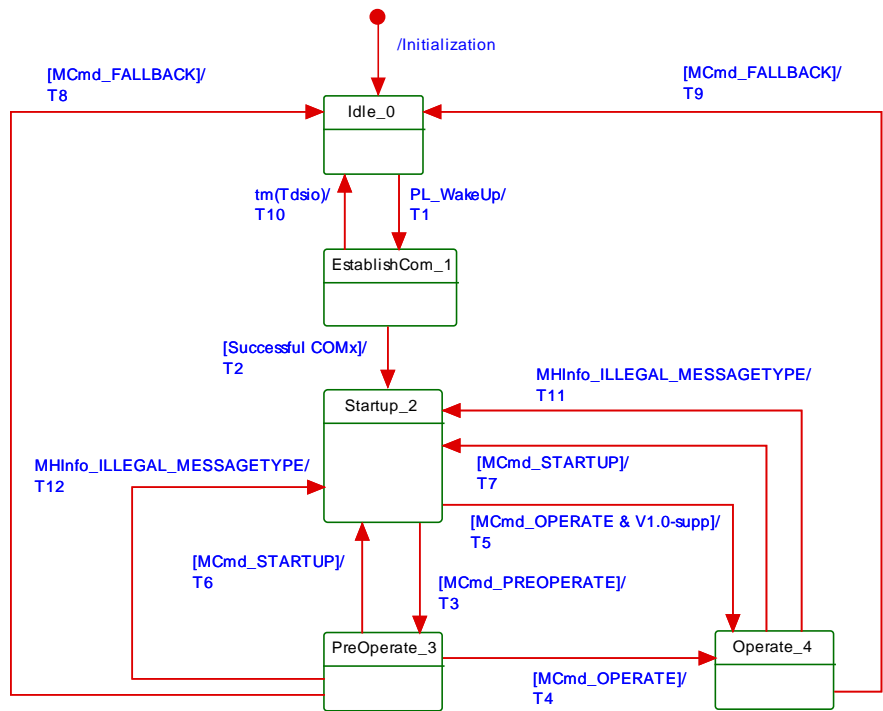 /Initialization
[MCmd_FALLBACK]/
T8
[MCmd_FALLBACK]/
T9
Idle_0
tm(Tdsio)/
T10
PL_WakeUp/
T1
EstablishCom_1
[Successful COMx]/
T2
Startup_2
MHInfo_ILLEGAL_MESSAGETYPE/
T11
MHInfo_ILLEGAL_MESSAGETYPE/
T12
[MCmd_STARTUP]/
T7
[MCmd_OPERATE & V1.0-supp]/
T5
[MCmd_STARTUP]/
T6
[MCmd_PREOPERATE]/
T3
PreOperate_3
Operate_4
[MCmd_OPERATE]/
T4